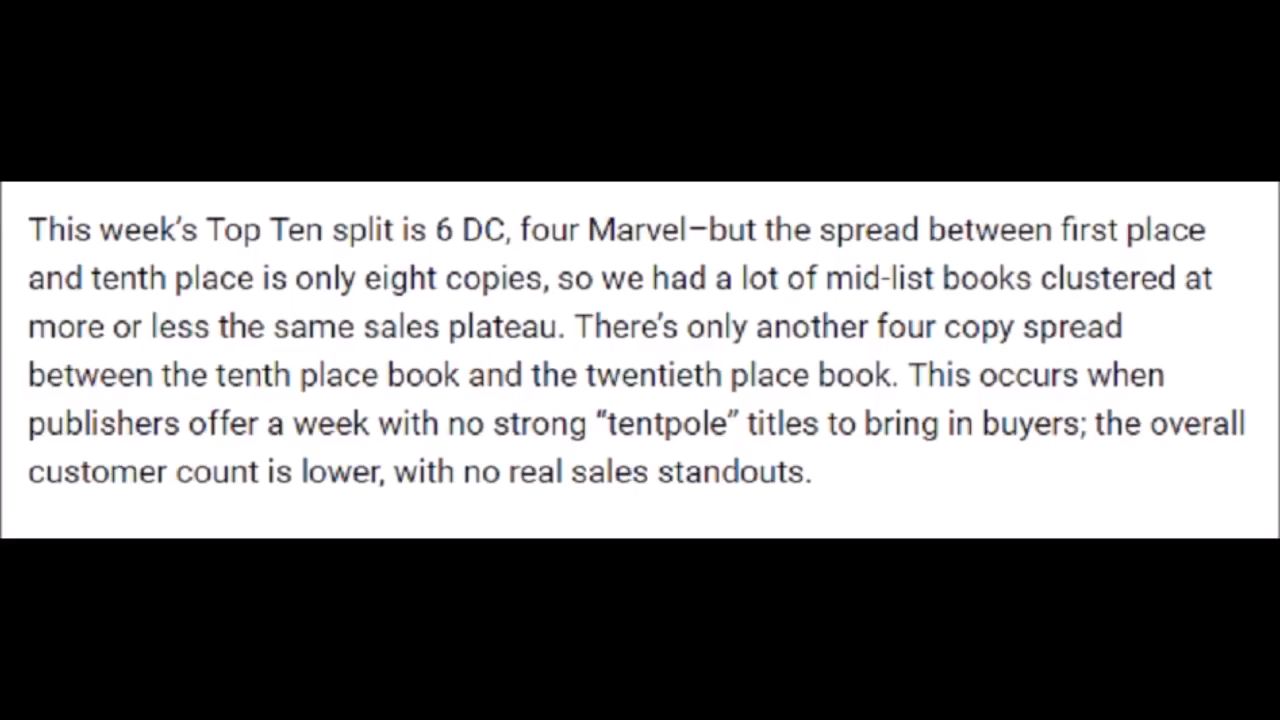 This week’s Top Ten split is 6 DC, four Marvel–but the spread between first place
and tenth place is only eight copies, so we had a lot of mid-list books clustered at
more or less the same sales plateau. There’s only another four copy spread
between the tenth place book and the twentieth place book. This occurs when
publishers offer a week with no strong “tentpole” titles to bring in buyers; the overall
customer count is lower, with no real sales standouts.